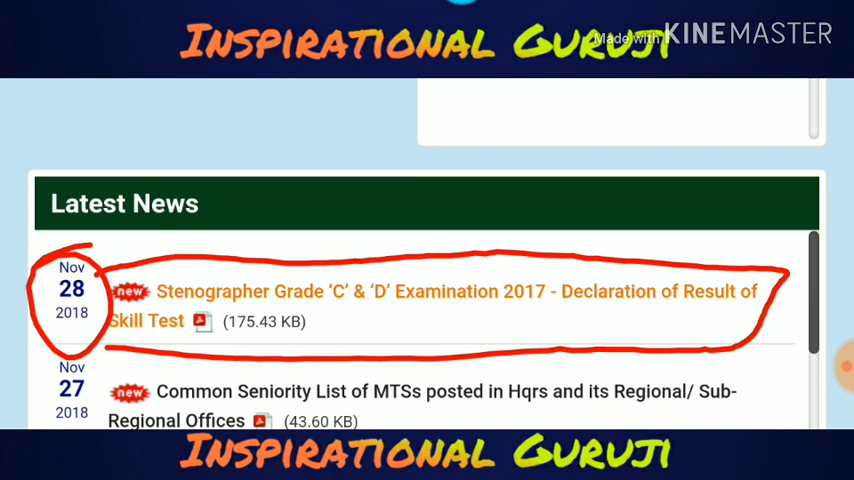 INSPIRATIONAL GURUJI
Made with KINEMASTER
Latest News
Nov
28
2018
new Stenographer Grade ‘C’ & ‘D’ Examination 2017 - Declaration of Result of
Skill Test (175.43 KB)
Nov
27
2018
new Common Seniority List of MTSs posted in Hqrs and its Regional/ Sub-
Regional Offices (43.60 KB)
INSPIRATIONAL GURUJI